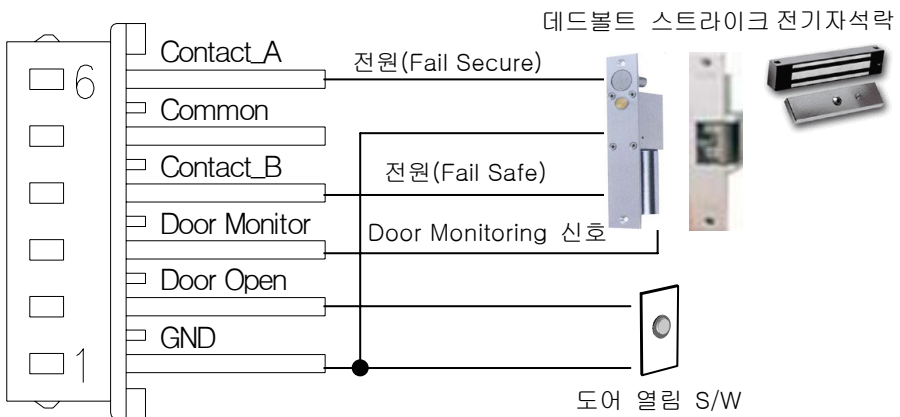 데드볼트 스트라이크 전기자석락
Contact_A
전원(Fail Secure)
6
Common
Contact_B
전원(Fail Safe)
Door Monitor
Door Monitoring 신호
Door Open
GND
1
도어 열림 S/W